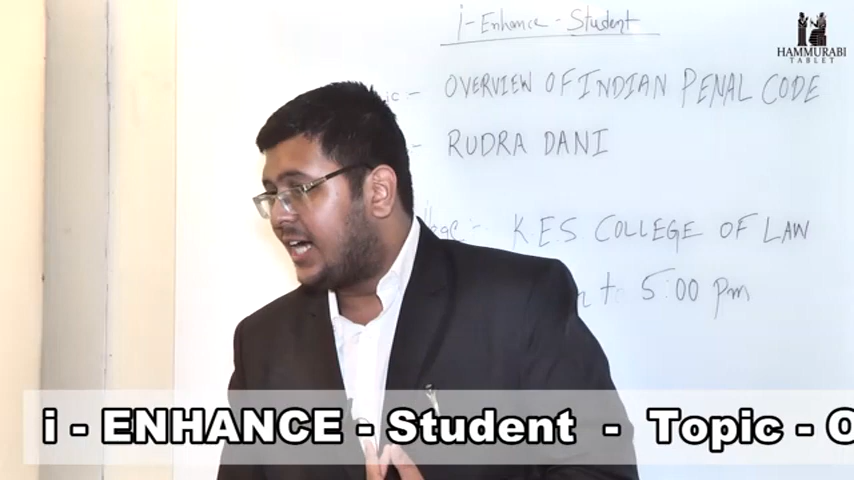 i - Enhance - Student
HAMMURABI
TABLET
OVERVIEW OF INDIAN PENAL CODE
RUDRA DANI
K.E.S COLLEGE OF LAW
5:00 pm
i - ENHANCE - Student - Topic - O